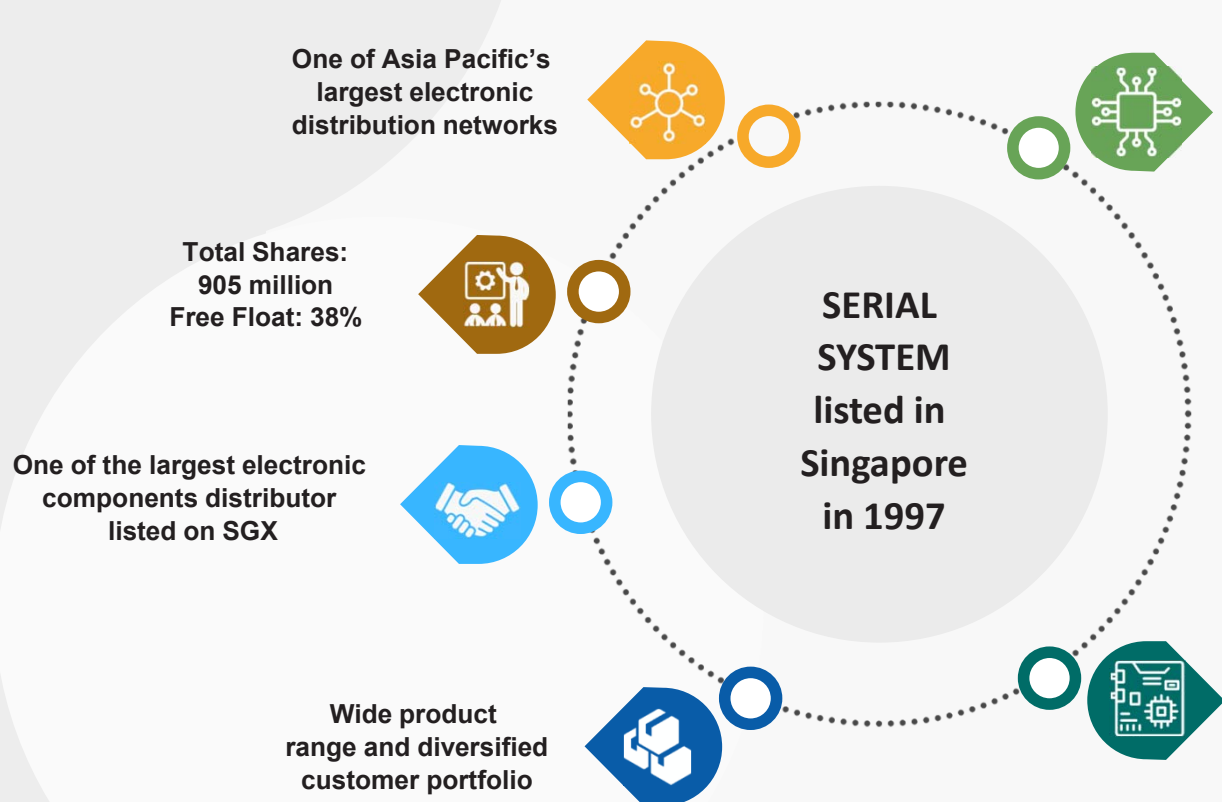 One of Asia Pacific’s
largest electronic
distribution networks
Total Shares:
905 million
Free Float: 38%
One of the largest electronic
components distributor
listed on SGX
Wide product
range and diversified
customer portfolio
SERIAL
SYSTEM
listed in
Singapore
in 1997